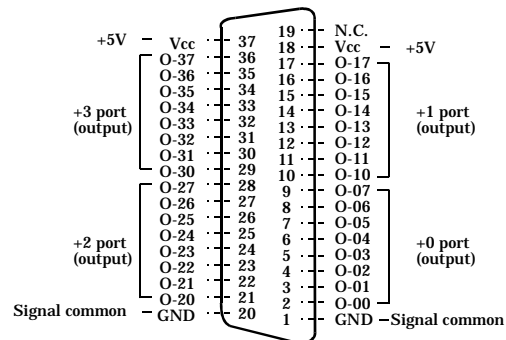 19 N.C.
+5V Vcc 37 18 Vcc +5V
O-37 36 17 O-17
O-36 35 16 O-16
O-35 34 15 O-15
O-34 33 14 O-14
O-33 32 13 O-13
O-32 31 12 O-12
O-31 30 11 O-11
O-30 29 10 O-10
+3 port
(output)
+1 port
(output)
O-27 28 9 O-07
O-26 27 8 O-06
O-25 26 7 O-05
O-24 25 6 O-04
O-23 24 5 O-03
O-22 23 4 O-02
O-21 22 3 O-01
O-20 21 2 O-00
+2 port
(output)
+0 port
(output)
Signal common GND 20 1 GND Signal common